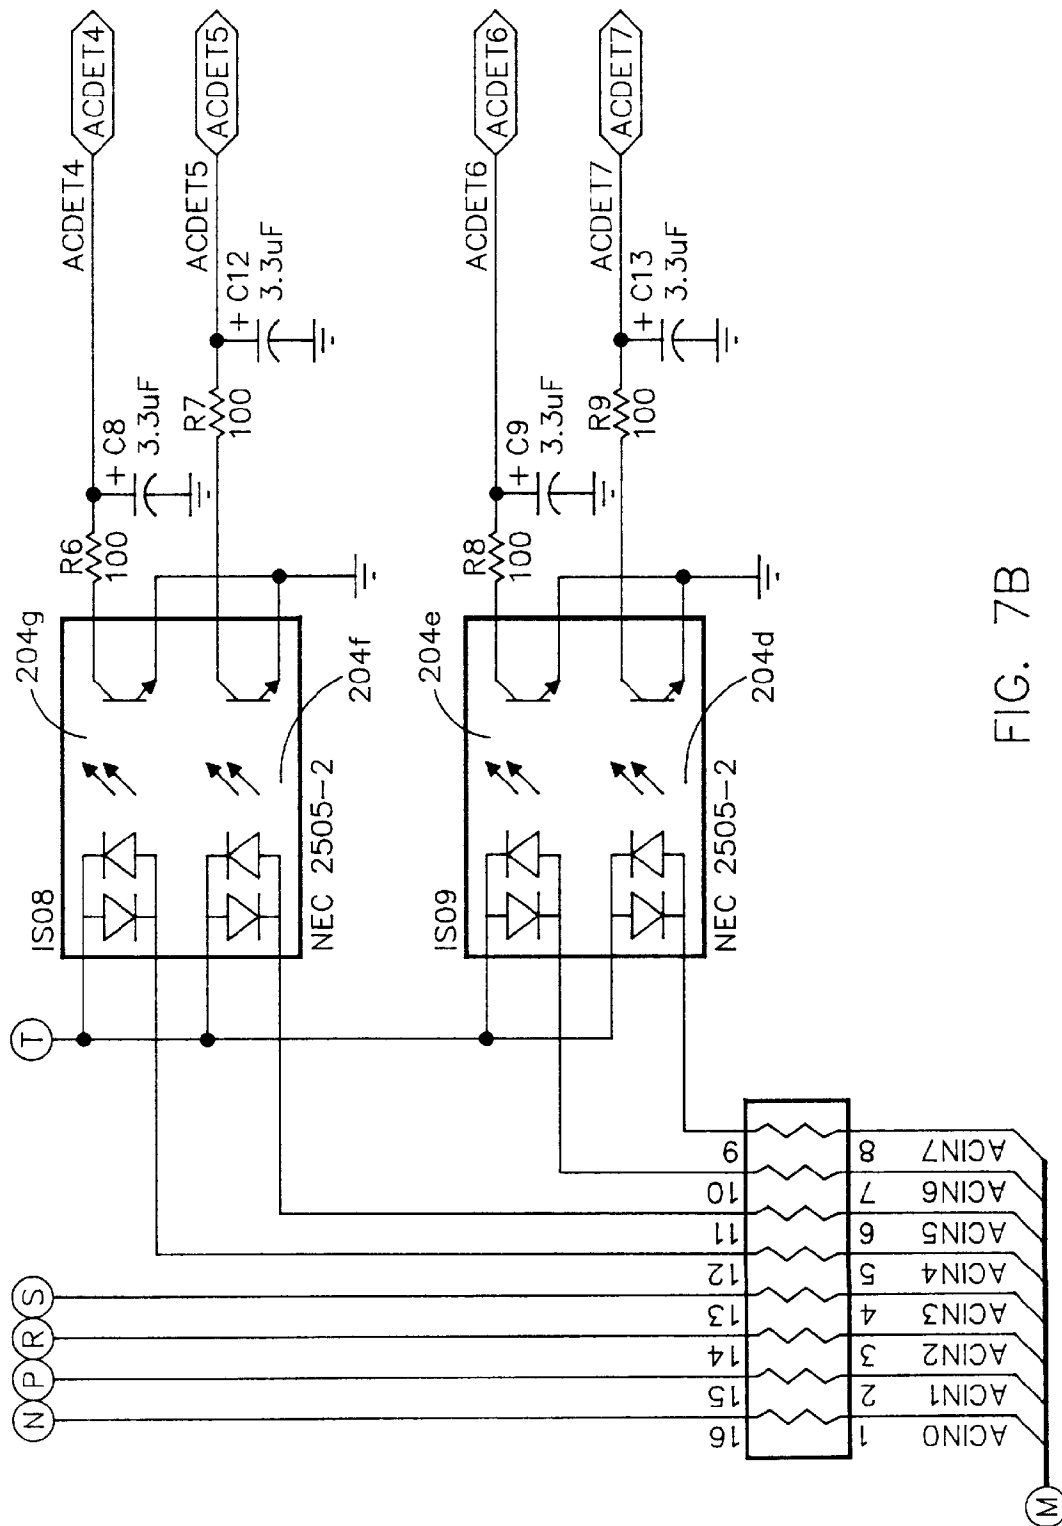 ACDET4
ACDET4
ACDET5
ACDET5
ACDET6
ACDET6
ACDET7
ACDET7
+ C8
3.3uF
+ C12
3.3uF
+ C9
3.3uF
+ C13
3.3uF
R6
100
R7
100
R8
100
R9
100
204g
204f
204e
204d
ISO8
NEC 2505-2
ISO9
NEC 2505-2
T
S
R
P
N
M
9
10
11
12
13
14
15
16
8
7
6
5
4
3
2
1
ACIN7
ACIN6
ACIN5
ACIN4
ACIN3
ACIN2
ACIN1
ACIN0
FIG. 7B